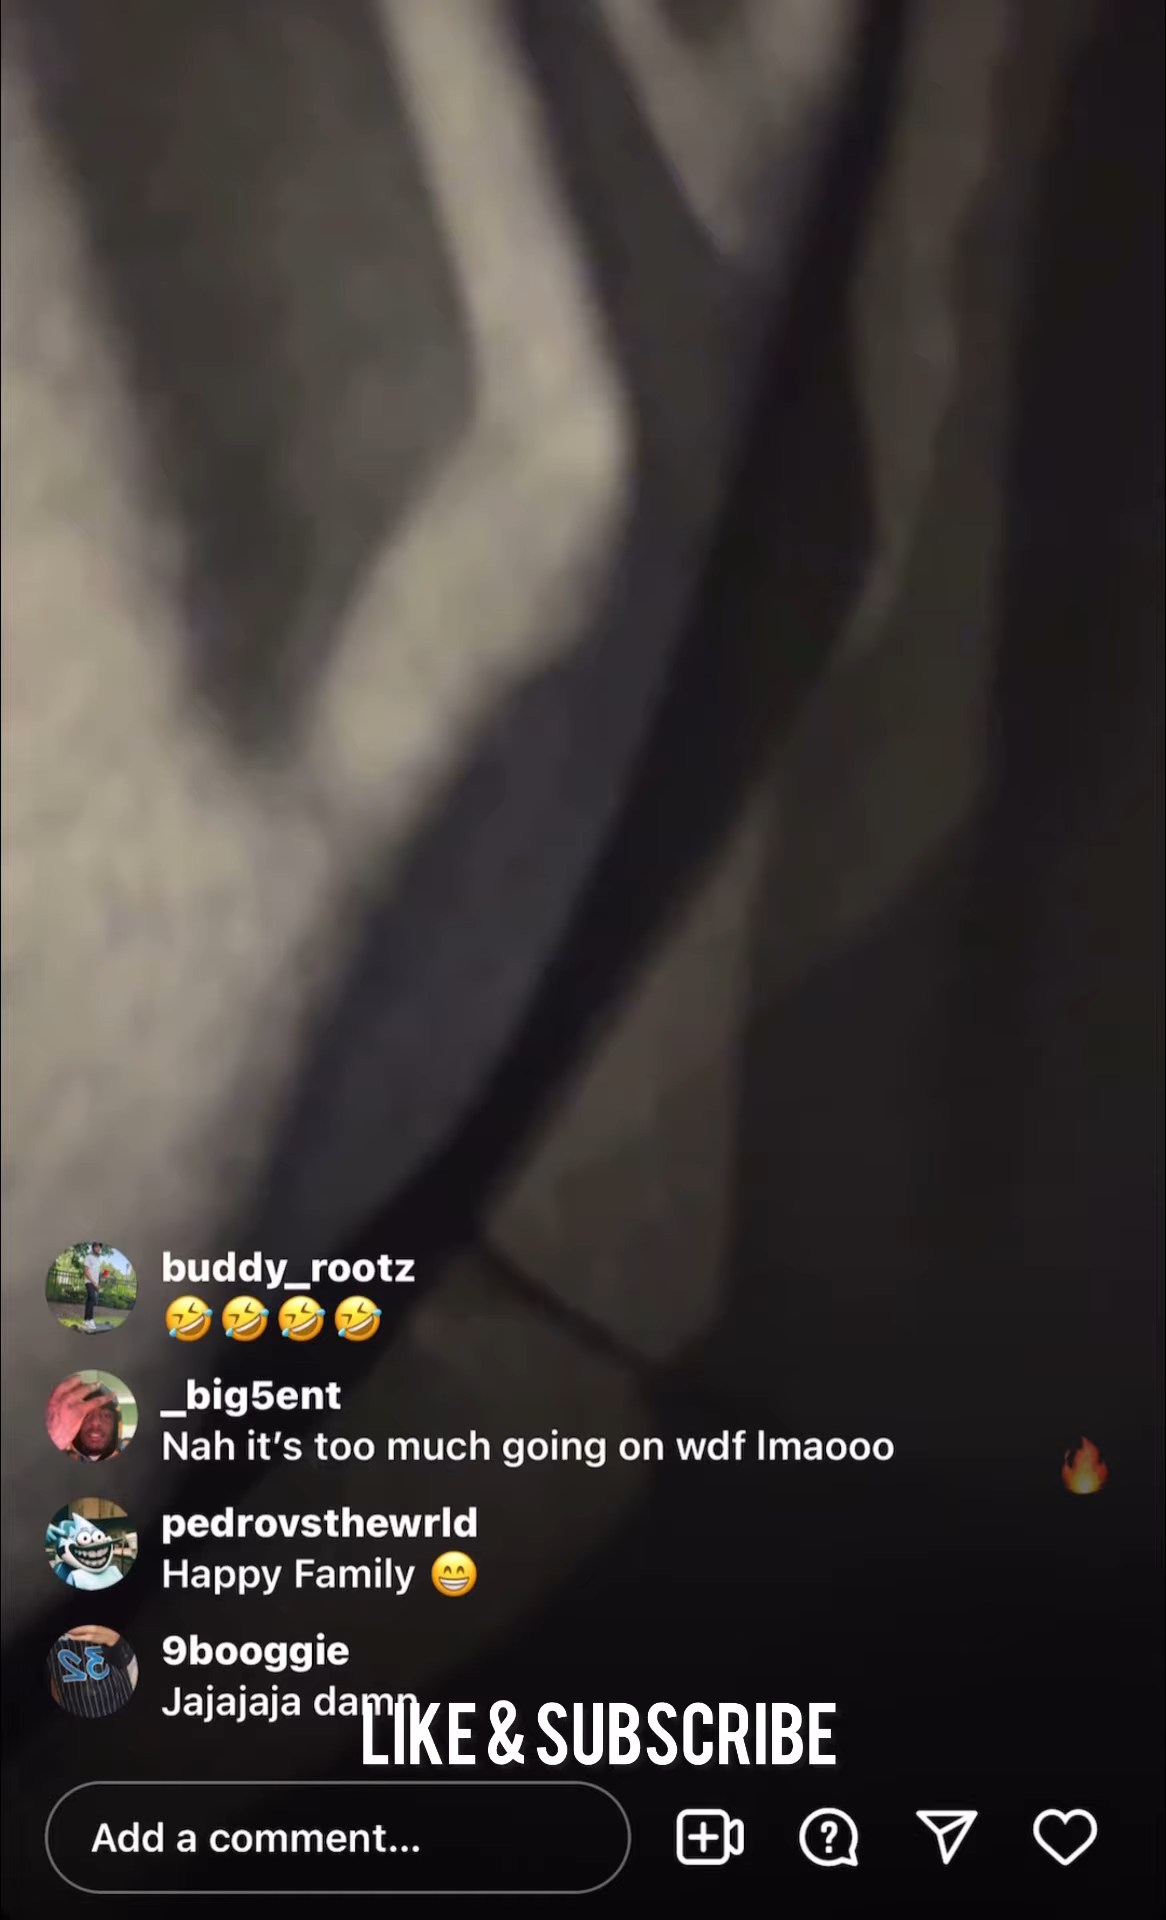 buddy_rootz
🤣🤣🤣🤣
_big5ent
Nah it’s too much going on wdf lmaooo
pedrovsthewrld
Happy Family 😁
9booggie
Jajajaja damn
LIKE & SUBSCRIBE
Add a comment...